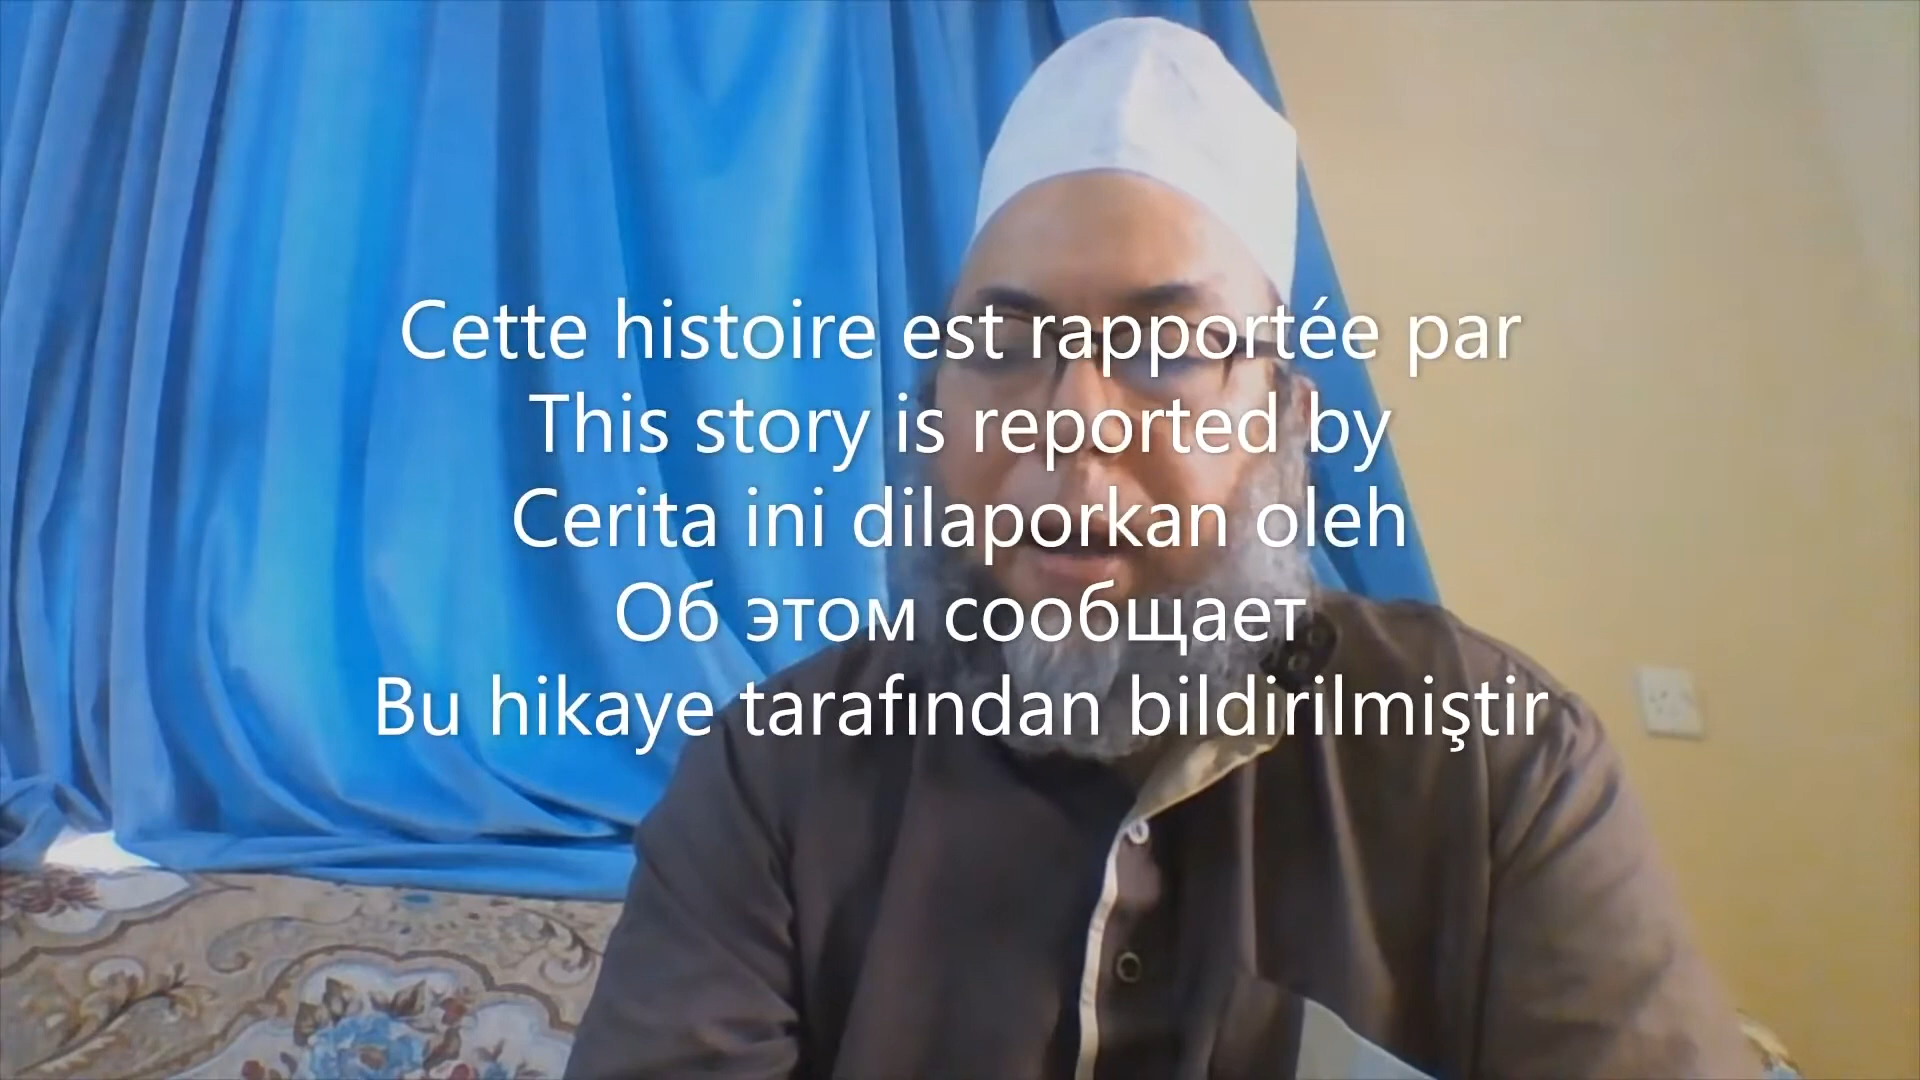 Cette histoire est rapportée par
This story is reported by
Cerita ini dilaporkan oleh
Об этом сообщает
Bu hikaye tarafından bildirilmiştir